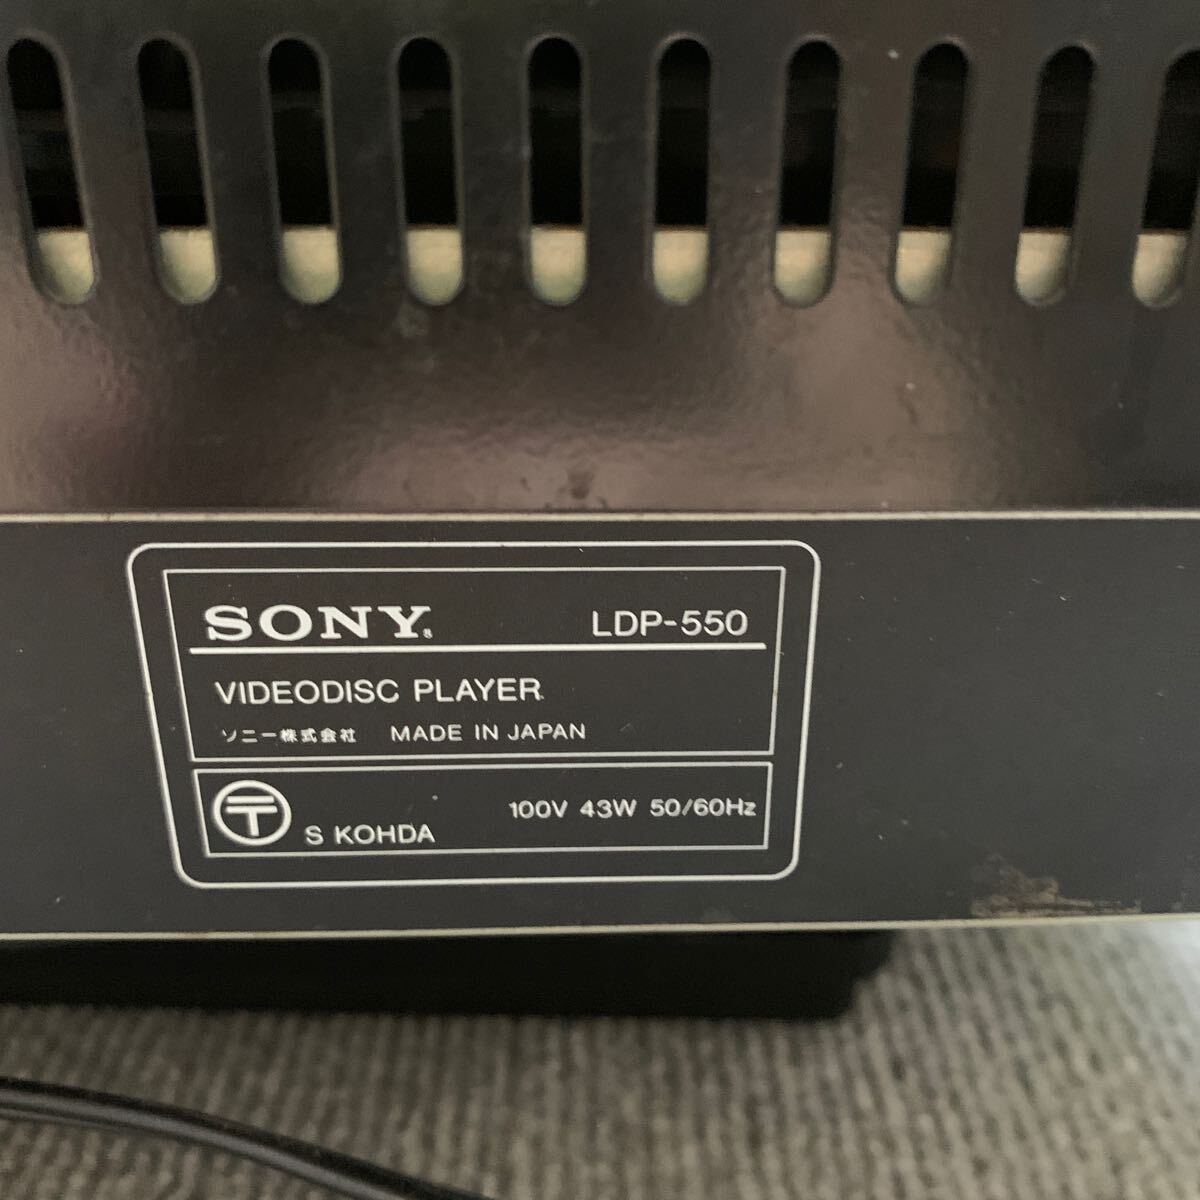 SONY® LDP-550
VIDEODISC PLAYER
ソニー株式会社 MADE IN JAPAN
〒 S KOHDA 100V 43W 50/60Hz